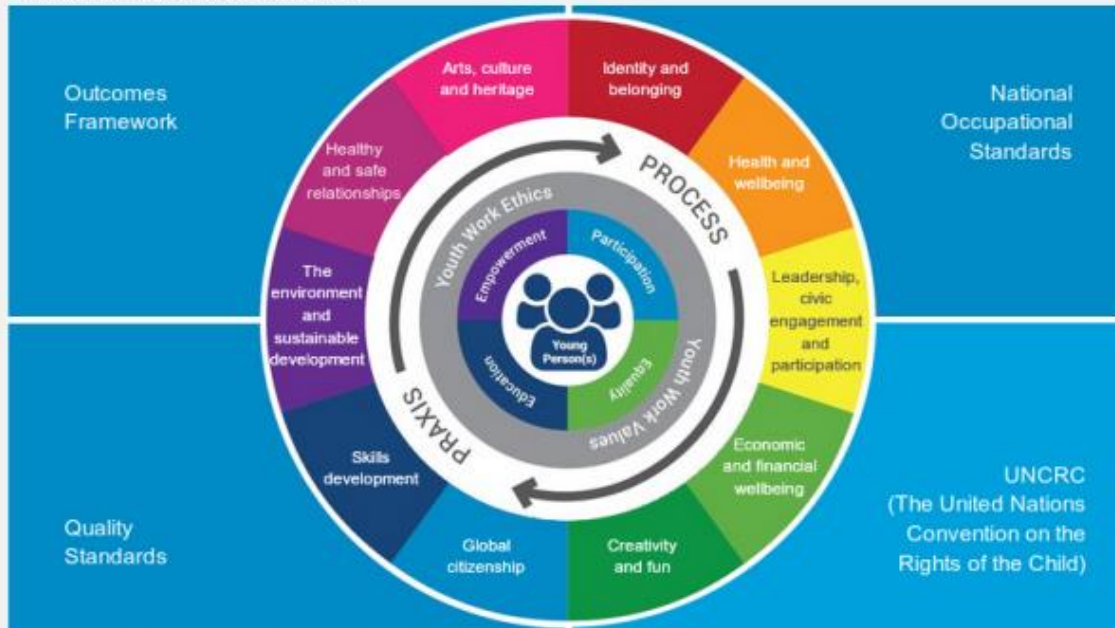 Outcomes
Framework
National
Occupational
Standards
Quality
Standards
UNCRC
(The United Nations
Convention on the
Rights of the Child)
Arts, culture
and heritage
Identity and
belonging
Health and
wellbeing
Leadership,
civic
engagement
and
participation
Economic
and financial
wellbeing
Creativity
and fun
Global
citizenship
Skills
development
The
environment
and
sustainable
development
Healthy
and safe
relationships
PROCESS
PRAXIS
Youth Work Ethics
Youth Work Values
Empowerment
Participation
Equality
Education
Young
Person(s)